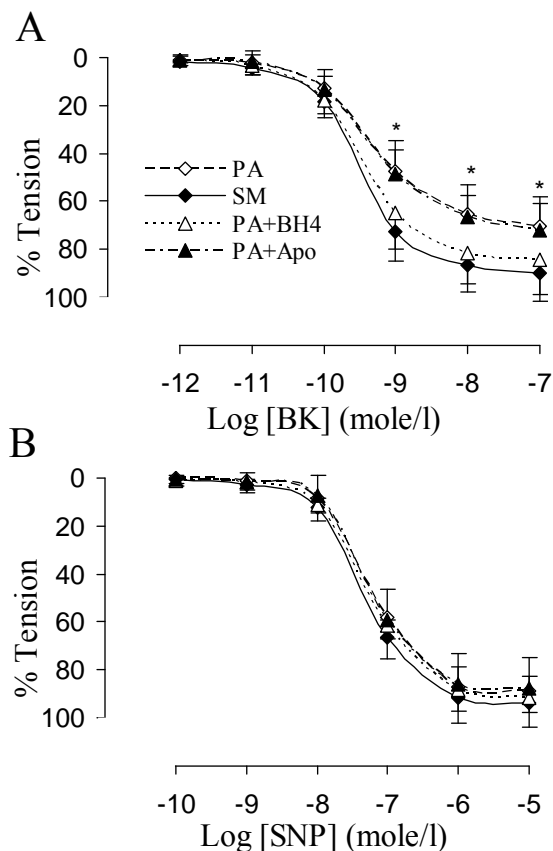 A
0
20
40
60
80
100
% Tension
* * *
PA
SM
PA+BH4
PA+Apo
-12 -11 -10 -9 -8 -7
Log [BK] (mole/l)
B
0
20
40
60
80
100
% Tension
-10 -9 -8 -7 -6 -5
Log [SNP] (mole/l)